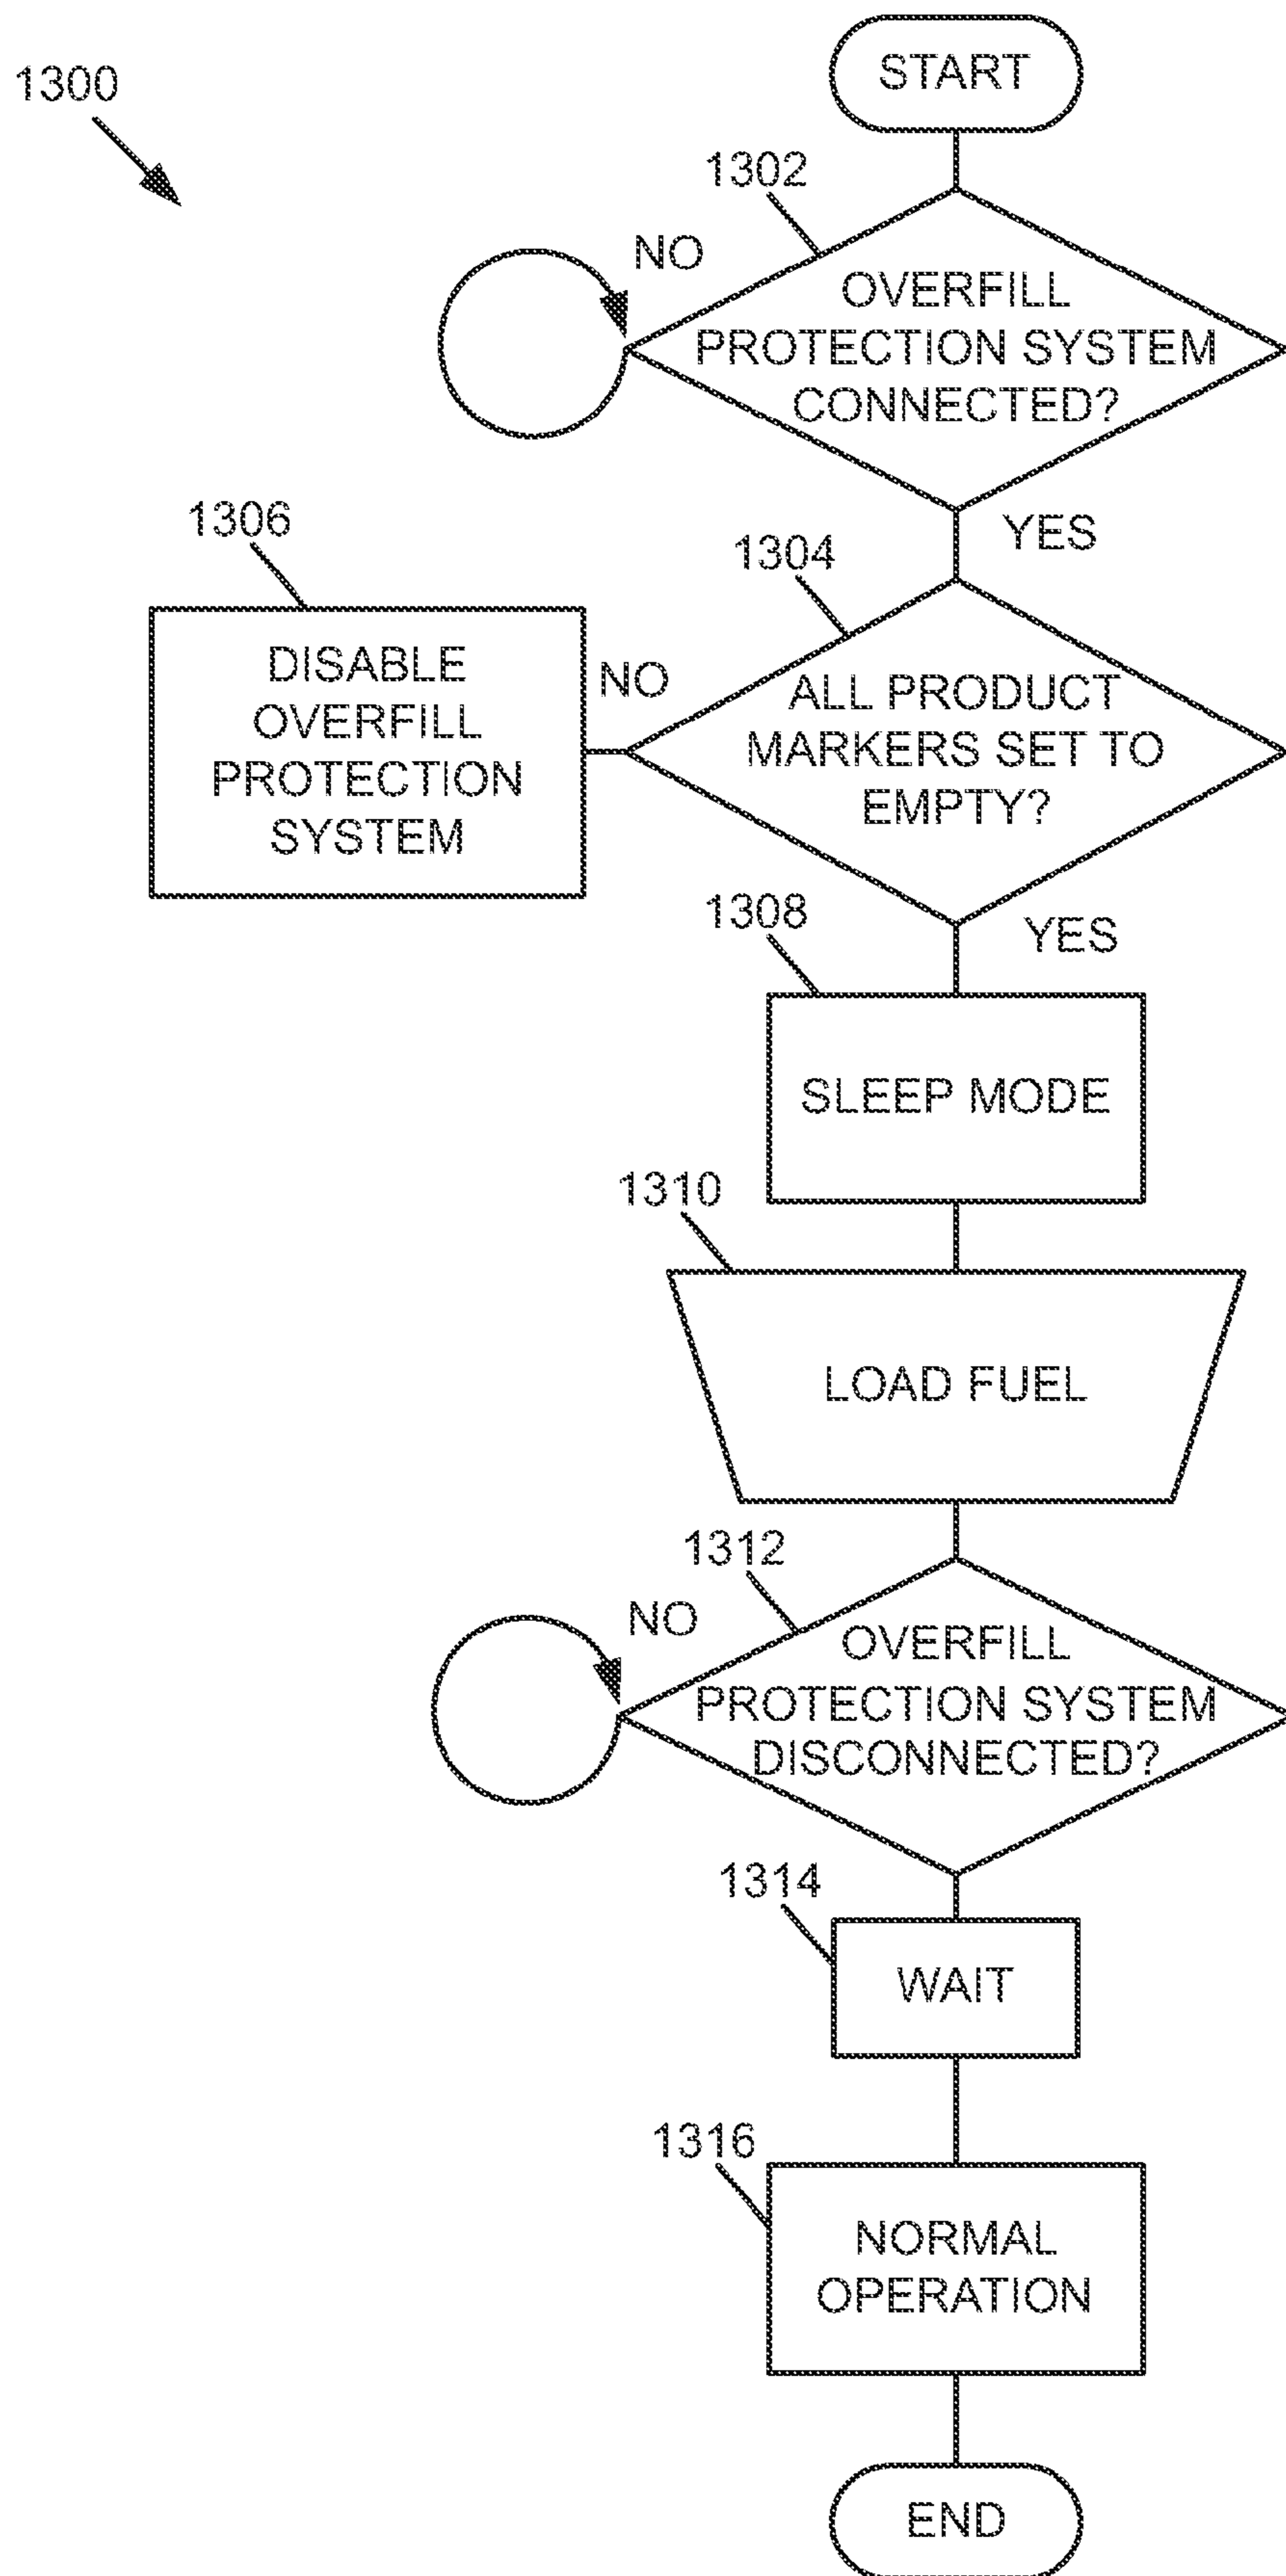 1300
START
1302
NO
OVERFILL
PROTECTION SYSTEM
CONNECTED?
YES
1306
1304
DISABLE
OVERFILL
PROTECTION
SYSTEM
NO
ALL PRODUCT
MARKERS SET TO
EMPTY?
YES
1308
SLEEP MODE
1310
LOAD FUEL
1312
NO
OVERFILL
PROTECTION SYSTEM
DISCONNECTED?
1314
WAIT
1316
NORMAL
OPERATION
END